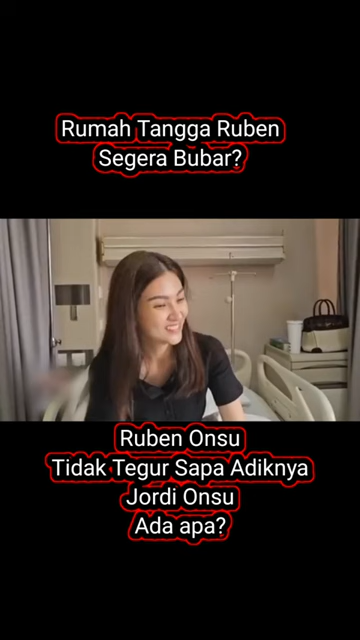 Rumah Tangga Ruben
Segera Bubar?
Ruben Onsu
Tidak Tegur Sapa Adiknya
Jordi Onsu
Ada apa?